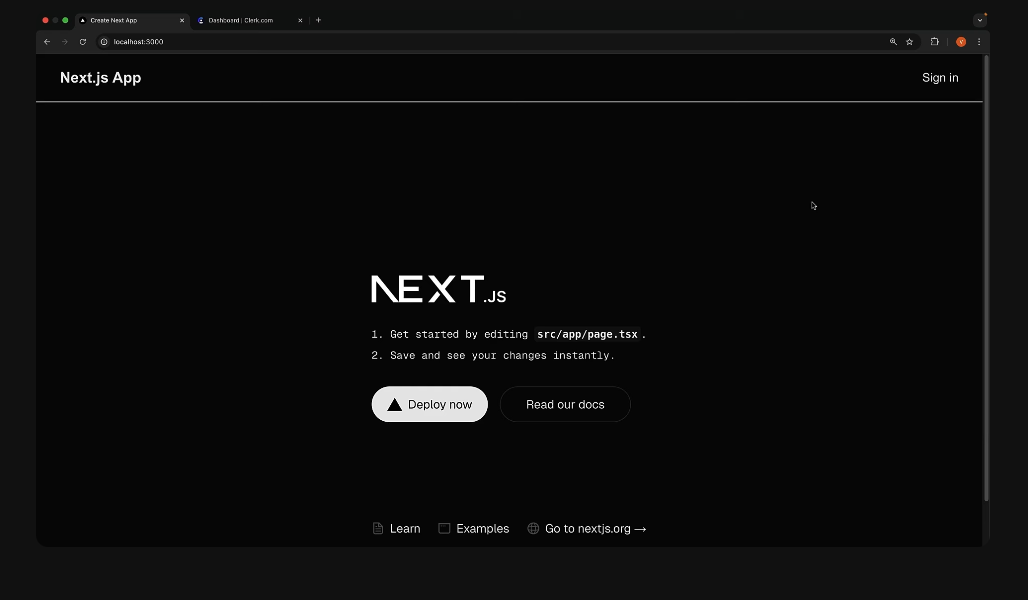 Create Next App
Dashboard | Clerk.com
localhost:3000
Next.js App
Sign in
NEXT.JS
1. Get started by editing src/app/page.tsx.
2. Save and see your changes instantly.
Deploy now
Read our docs
Learn
Examples
Go to nextjs.org →